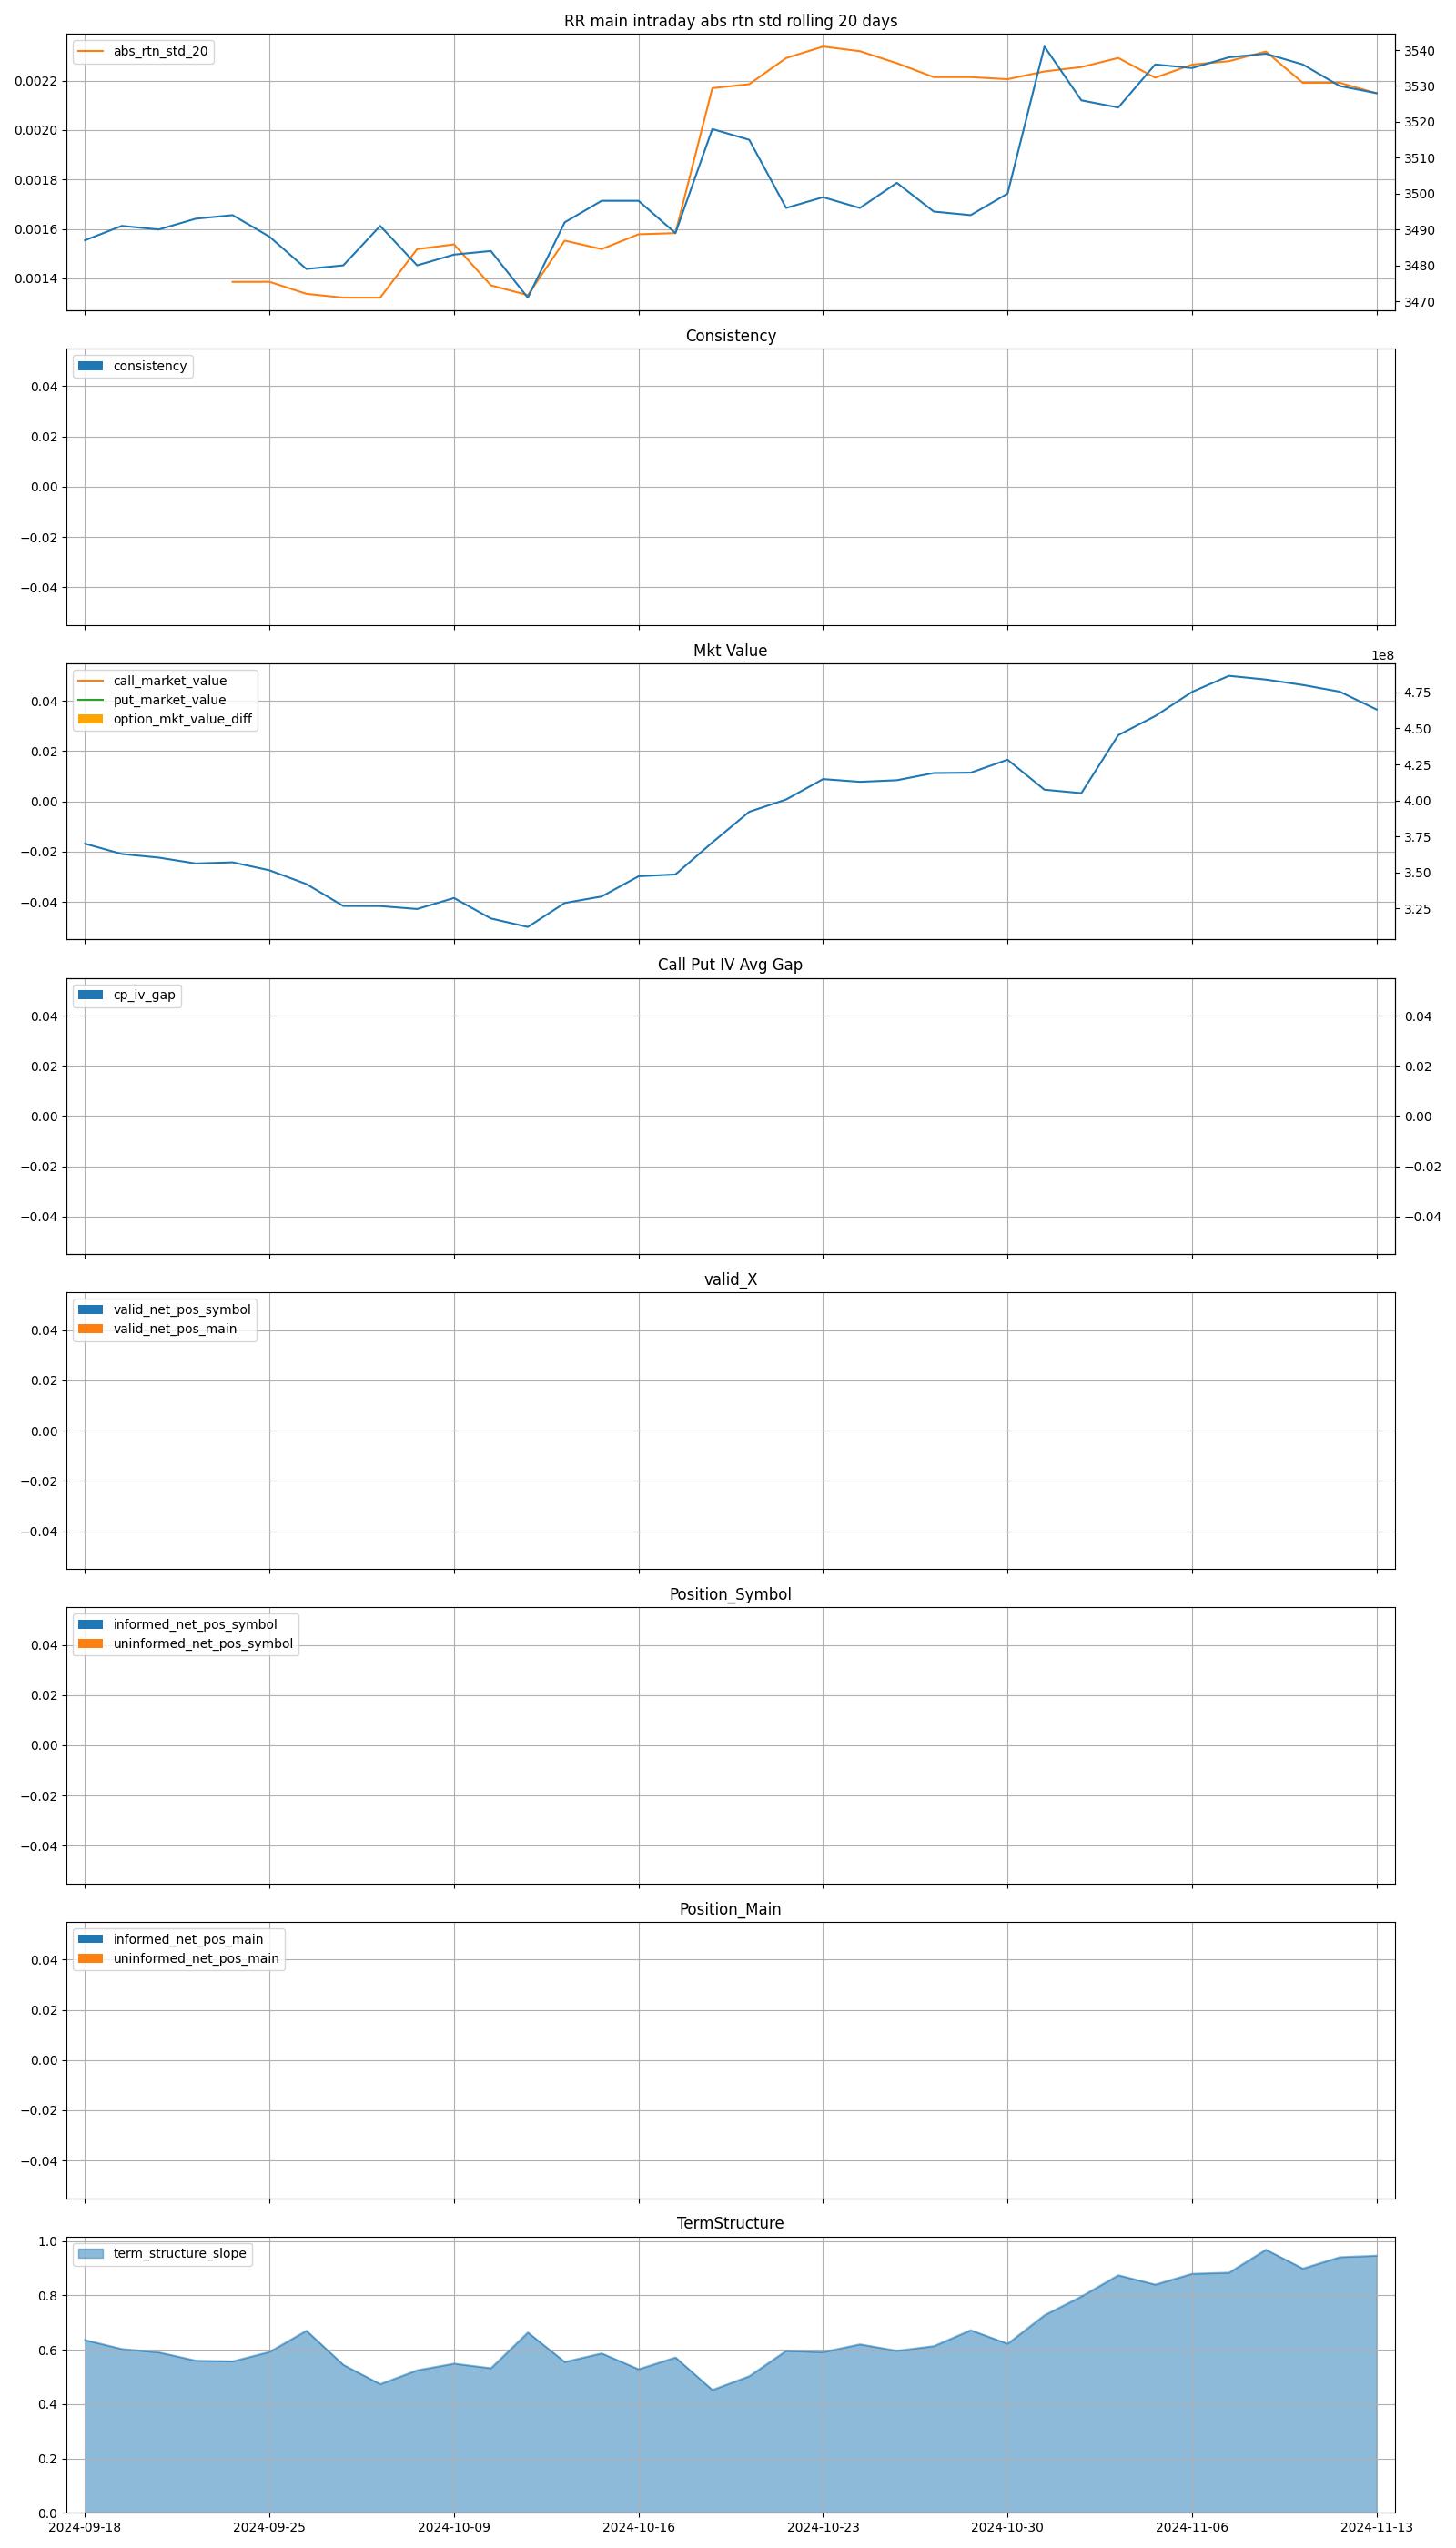 RR main intraday abs rtn std rolling 20 days
abs_rtn_std_20
0.0022
0.0020
0.0018
0.0016
0.0014
3540
3530
3520
3510
3500
3490
3480
3470
Consistency
consistency
0.04
0.02
0.00
−0.02
−0.04
Mkt Value
1e8
call_market_value
put_market_value
option_mkt_value_diff
0.04
0.02
0.00
−0.02
−0.04
4.75
4.50
4.25
4.00
3.75
3.50
3.25
Call Put IV Avg Gap
cp_iv_gap
0.04
0.02
0.00
−0.02
−0.04
0.04
0.02
0.00
−0.02
−0.04
valid_X
valid_net_pos_symbol
valid_net_pos_main
0.04
0.02
0.00
−0.02
−0.04
Position_Symbol
informed_net_pos_symbol
uninformed_net_pos_symbol
0.04
0.02
0.00
−0.02
−0.04
Position_Main
informed_net_pos_main
uninformed_net_pos_main
0.04
0.02
0.00
−0.02
−0.04
TermStructure
term_structure_slope
1.0
0.8
0.6
0.4
0.2
0.0
2024-09-18 2024-09-25 2024-10-09 2024-10-16 2024-10-23 2024-10-30 2024-11-06 2024-11-13